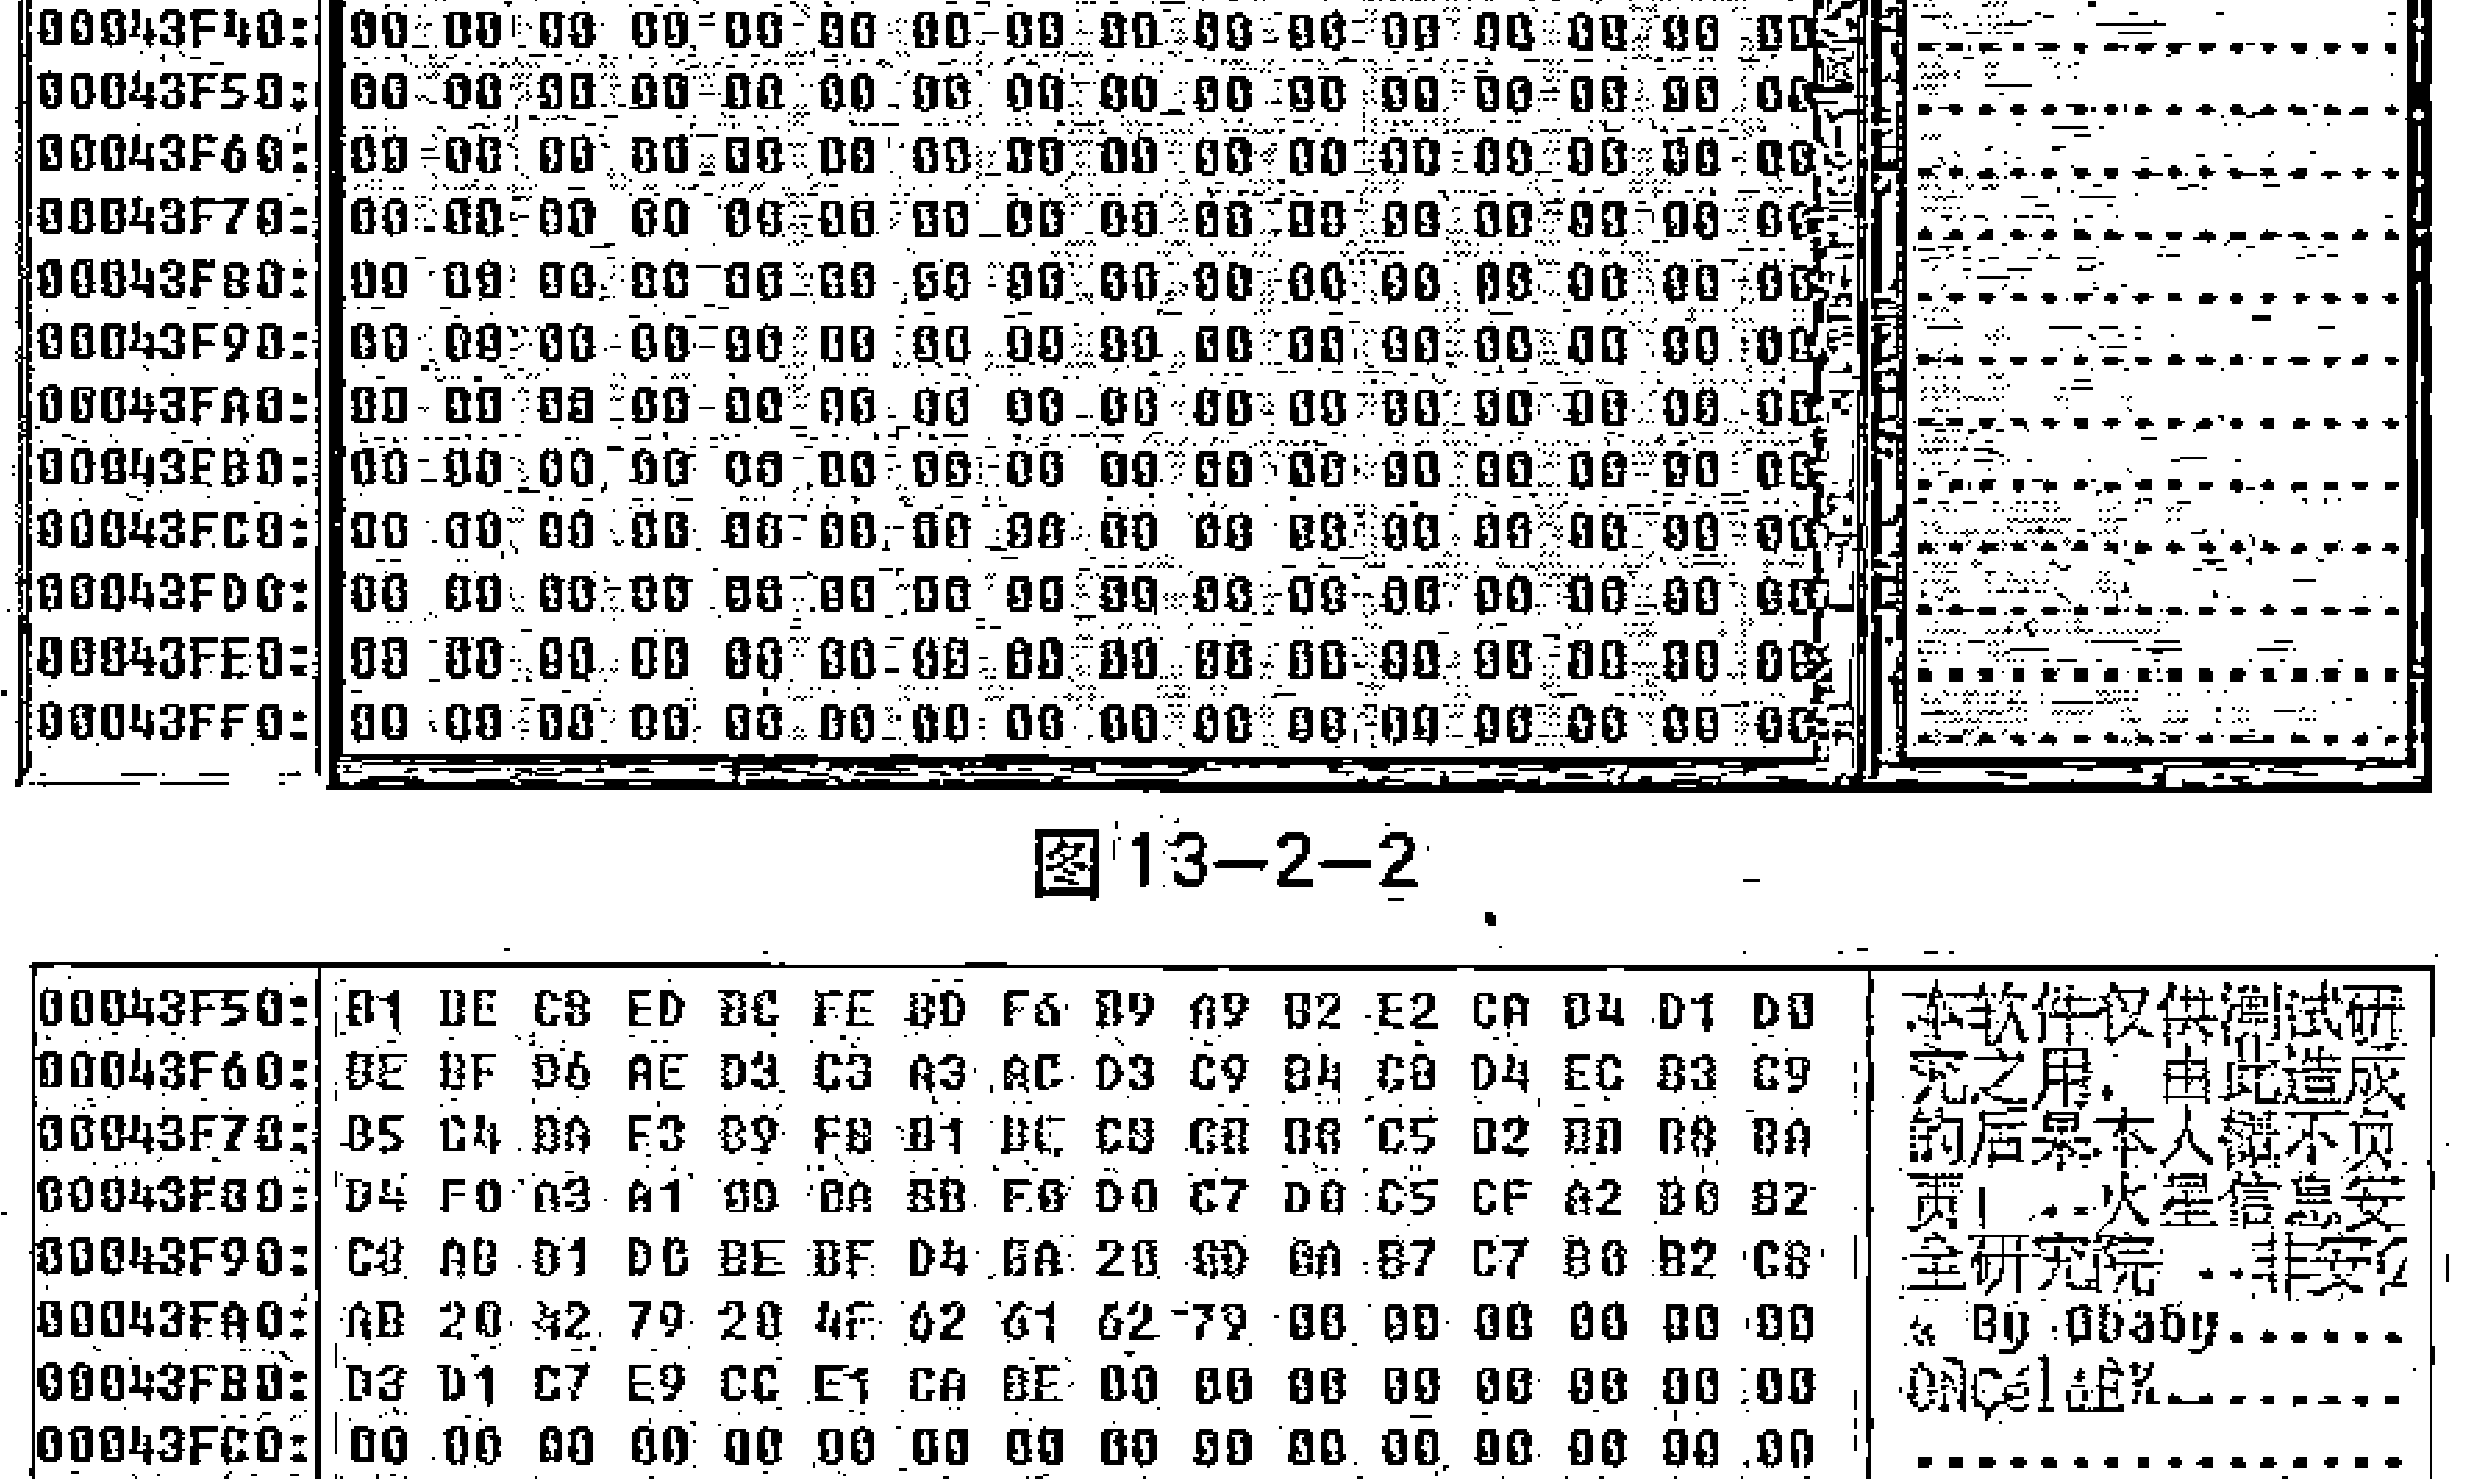 00043F40: 00 00 00 00 00 00 00 00 00 00 00 00 00 00 00 00 ................
00043F50: 00 00 00 00 00 00 00 00 00 00 00 00 00 00 00 00 ................
00043F60: 00 00 00 00 00 00 00 00 00 00 00 00 00 00 00 00 ................
00043F70: 00 00 00 00 00 00 00 00 00 00 00 00 00 00 00 00 ................
00043F80: 00 00 00 00 00 00 00 00 00 00 00 00 00 00 00 00 ................
00043F90: 00 00 00 00 00 00 00 00 00 00 00 00 00 00 00 00 ................
00043FA0: 00 00 00 00 00 00 00 00 00 00 00 00 00 00 00 00 ................
00043FB0: 00 00 00 00 00 00 00 00 00 00 00 00 00 00 00 00 ................
00043FC0: 00 00 00 00 00 00 00 00 00 00 00 00 00 00 00 00 ................
00043FD0: 00 00 00 00 00 00 00 00 00 00 00 00 00 00 00 00 ................
00043FE0: 00 00 00 00 00 00 00 00 00 00 00 00 00 00 00 00 ................
00043FF0: 00 00 00 00 00 00 00 00 00 00 00 00 00 00 00 00 ................
图13-2-2
00043F50: B1 BE C8 ED BC FE BD F6 B9 A9 B2 E2 CA D4 D1 D0 本软件仅供测试研
00043F60: BE BF D6 AE D3 C3 A3 AC D3 C9 B4 CB D4 EC B3 C9 究之用，由此造成
00043F70: B5 C4 BA F3 B9 FB B1 BE C8 CB B8 C5 B2 BB B8 BA 的后果本人概不负
00043F80: D4 F0 A3 A1 0D 0A BB F0 D0 C7 D0 C5 CF A2 B0 B2 责！..火星信息安
00043F90: C8 AB D1 D0 BE BF D4 BA 20 0D 0A B7 C7 B0 B2 C8 全研究院 ..非安
00043FA0: AB 20 42 79 20 4F 62 61 62 79 00 00 00 00 00 00 « By Obaby......
00043FB0: D3 D1 C7 E9 CC E1 CA BE 00 00 00 00 00 00 00 00 ........
00043FC0: 00 00 00 00 00 00 00 00 00 00 00 00 00 00 00 00 ................